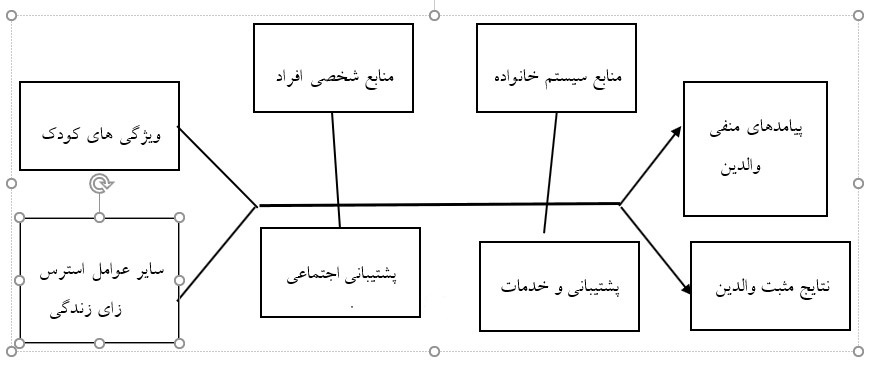 منابع شخصی افراد
منابع سیستم خانواده
ویژگی های کودک
پیامدهای منفی
والدین
سایر عوامل استرس
زای زندگی
پشتیبانی اجتماعی
.
پشتیبانی و خدمات
نتایج مثبت والدین